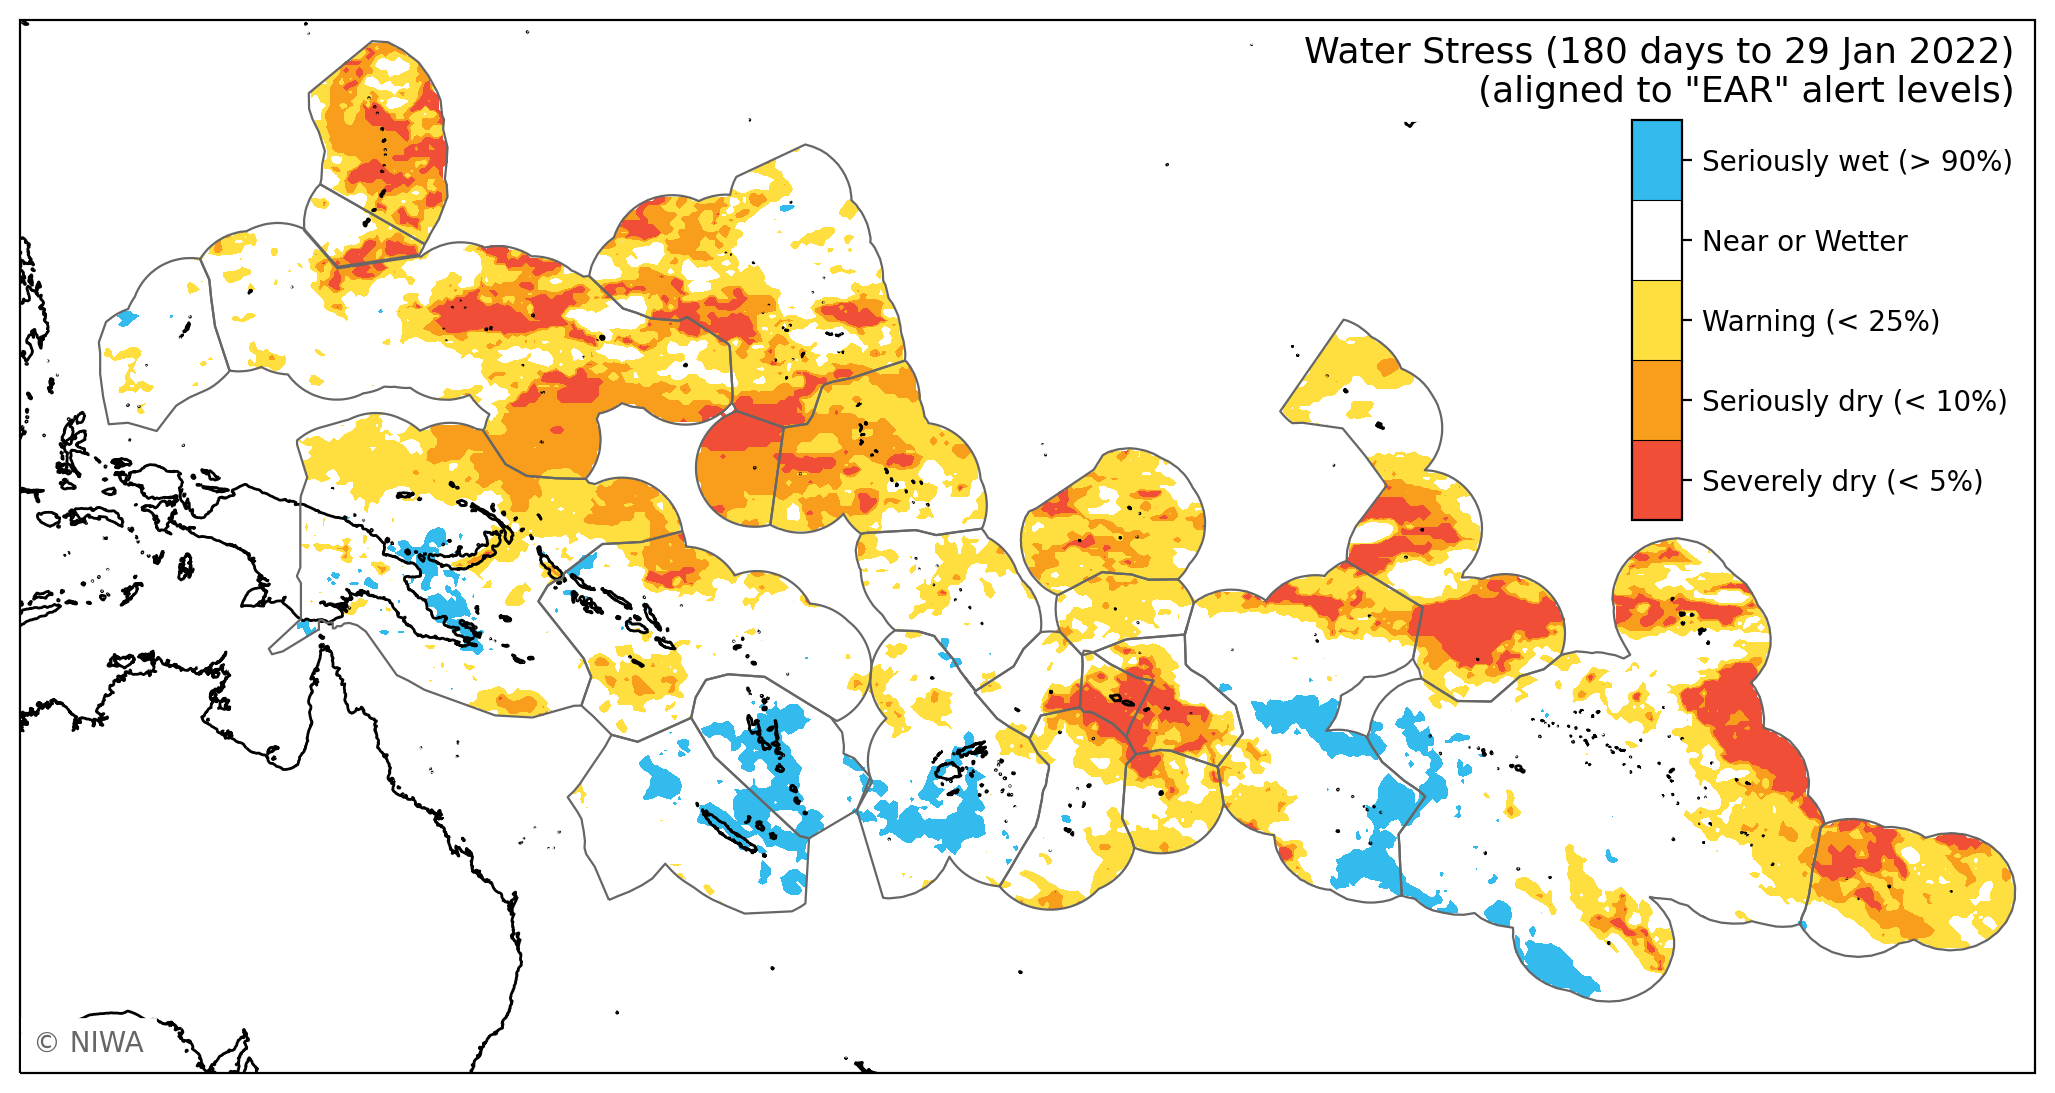 Water Stress (180 days to 29 Jan 2022)
(aligned to "EAR" alert levels)
Seriously wet (> 90%)
Near or Wetter
Warning (< 25%)
Seriously dry (< 10%)
Severely dry (< 5%)
© NIWA